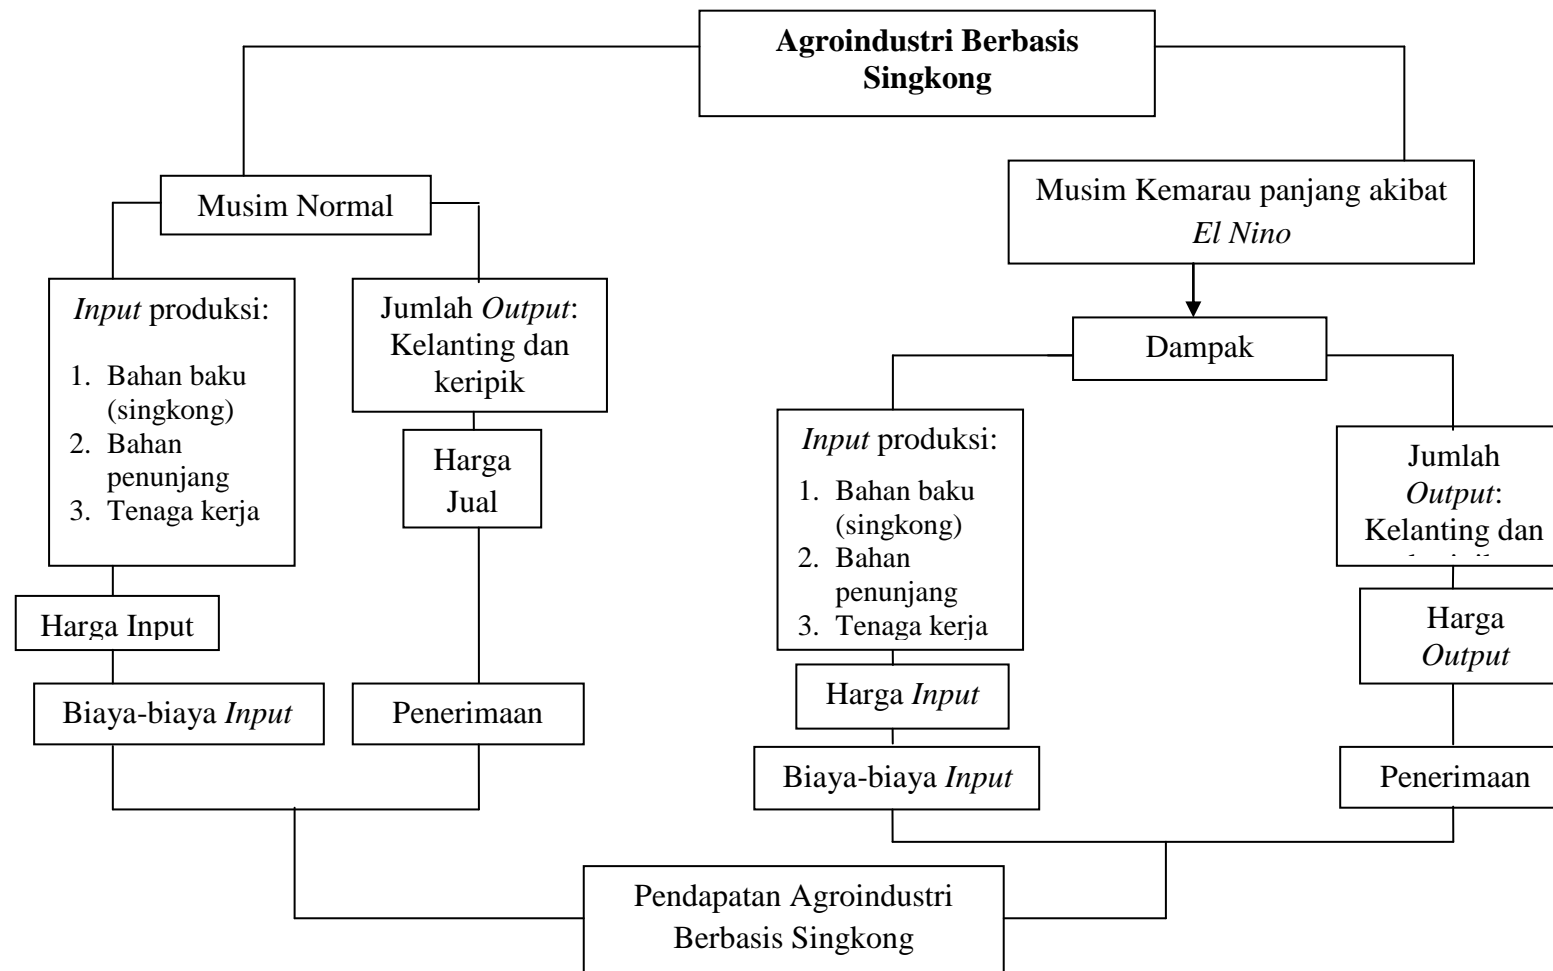 Agroindustri Berbasis
Singkong
Musim Normal
Musim Kemarau panjang akibat
El Nino
Input produksi:
1. Bahan baku
(singkong)
2. Bahan
penunjang
3. Tenaga kerja
Jumlah Output:
Kelanting dan
keripik
Harga
Jual
Dampak
Input produksi:
1. Bahan baku
(singkong)
2. Bahan
penunjang
3. Tenaga kerja
Jumlah
Output:
Kelanting dan
Harga Input
Harga
Output
Biaya-biaya Input
Penerimaan
Harga Input
Biaya-biaya Input
Penerimaan
Pendapatan Agroindustri
Berbasis Singkong